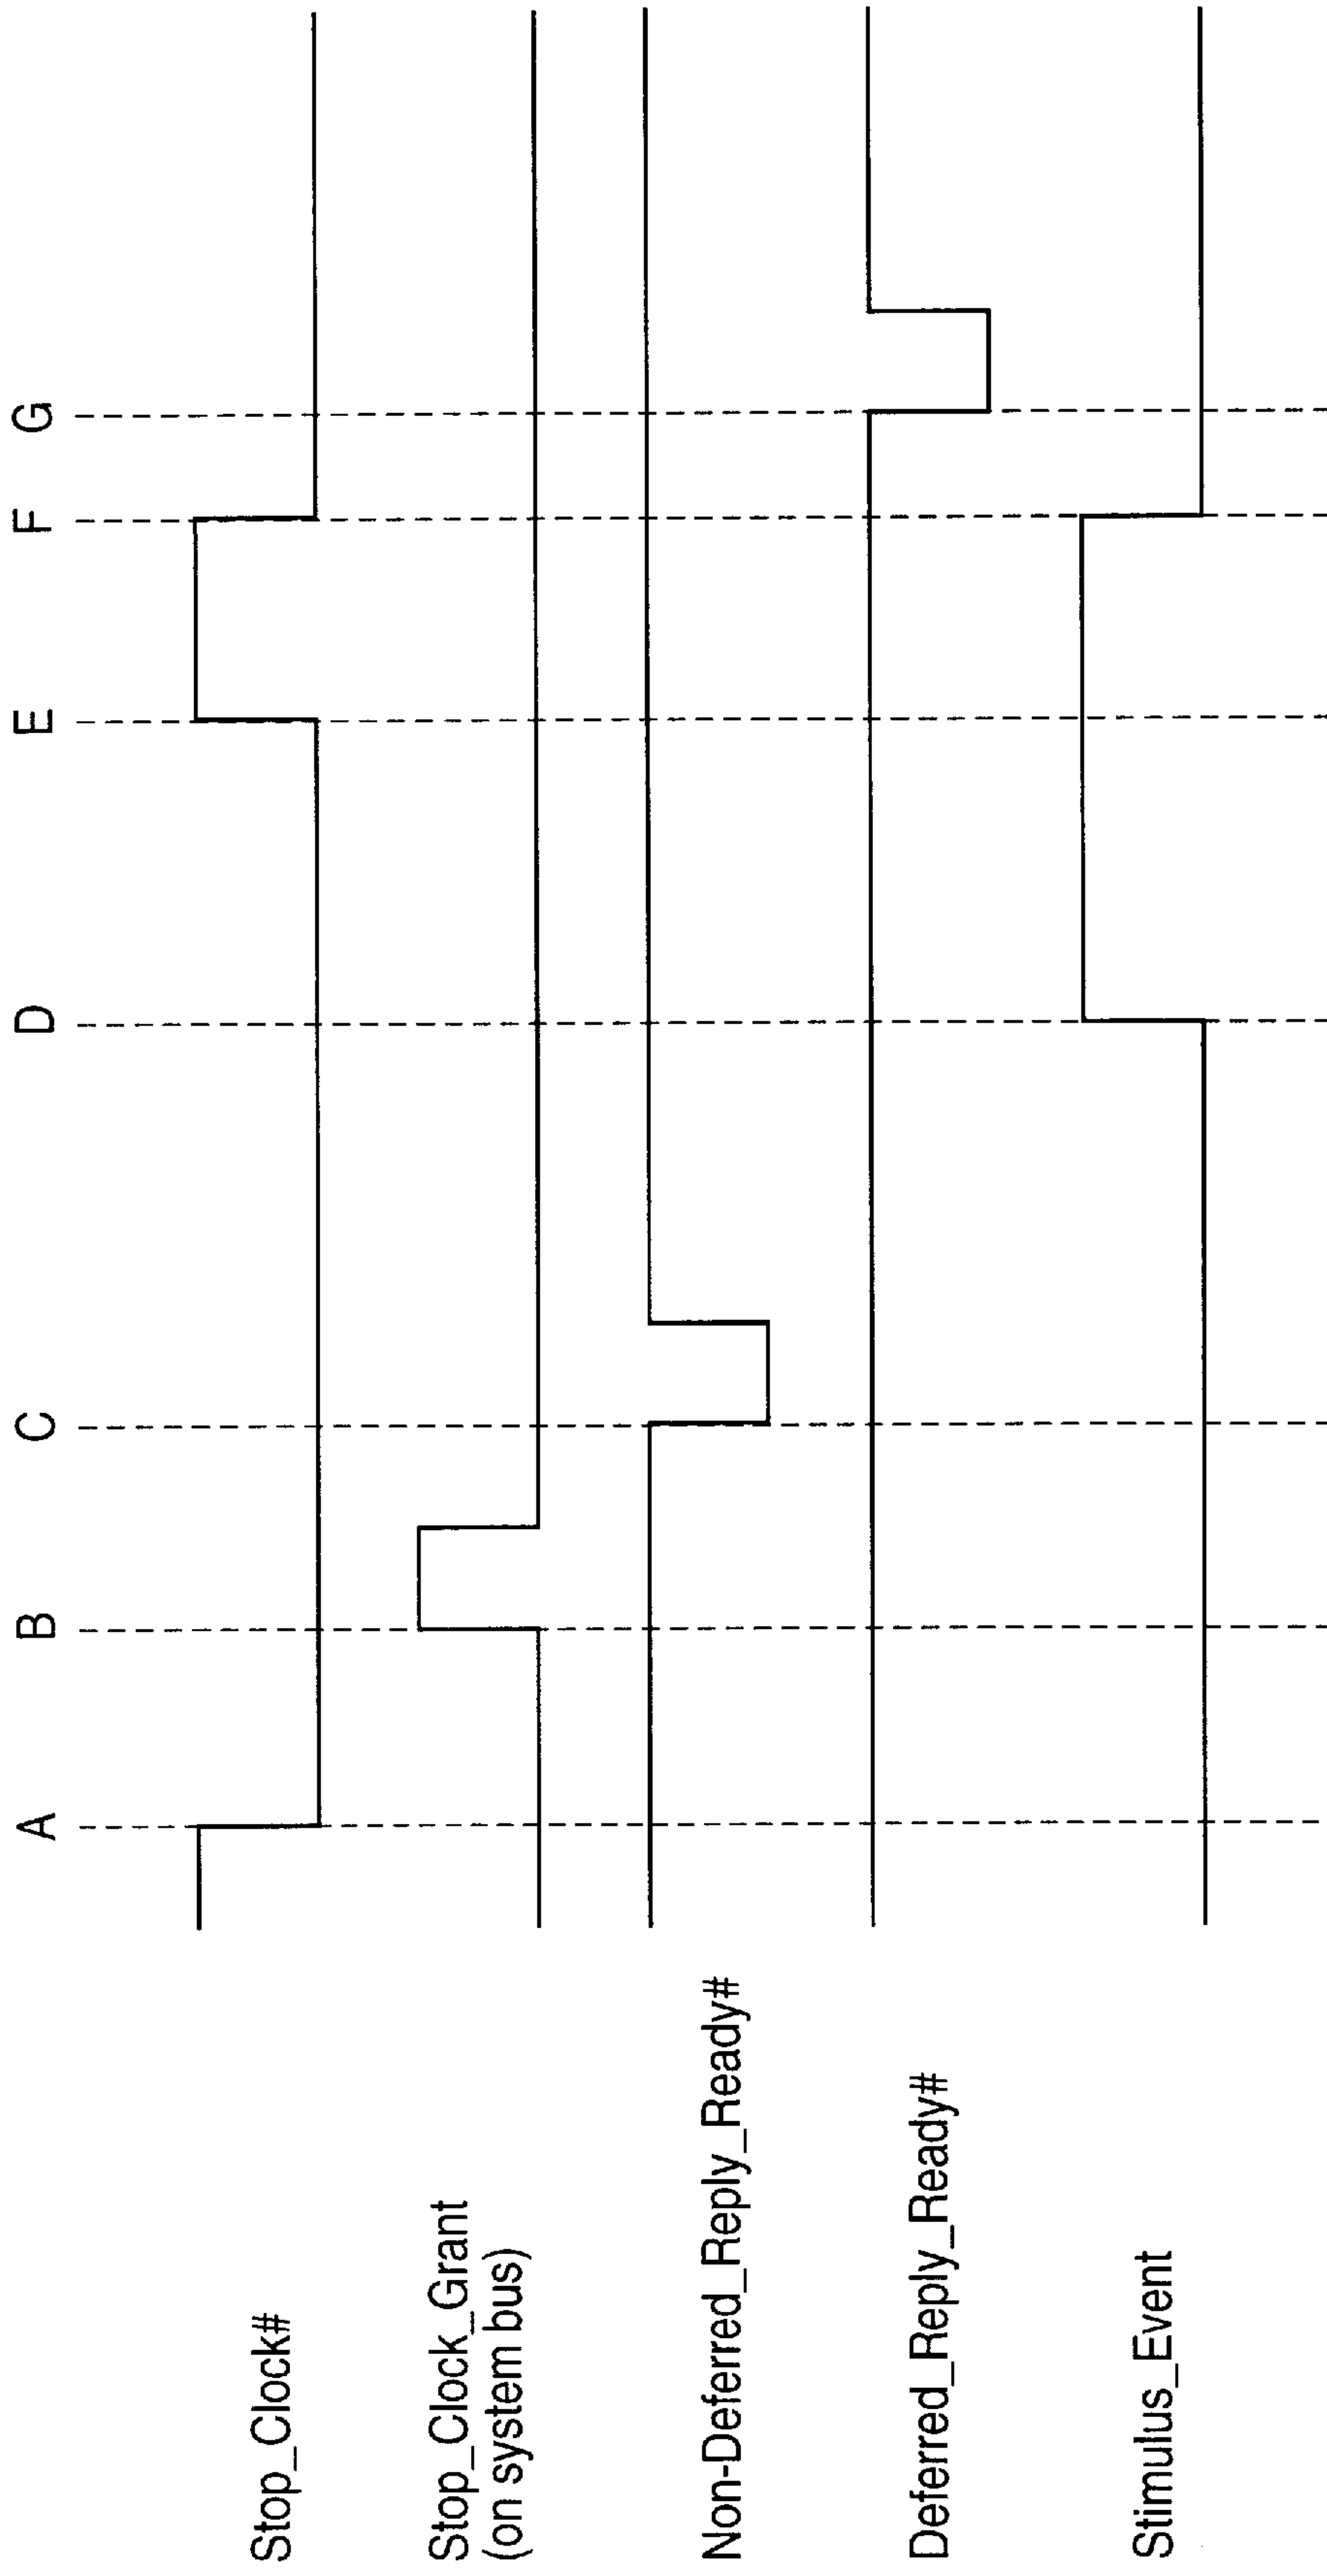 A B C D E F G
Stop_Clock#
Stop_Clock_Grant
(on system bus)
Non-Deferred_Reply_Ready#
Deferred_Reply_Ready#
Stimulus_Event